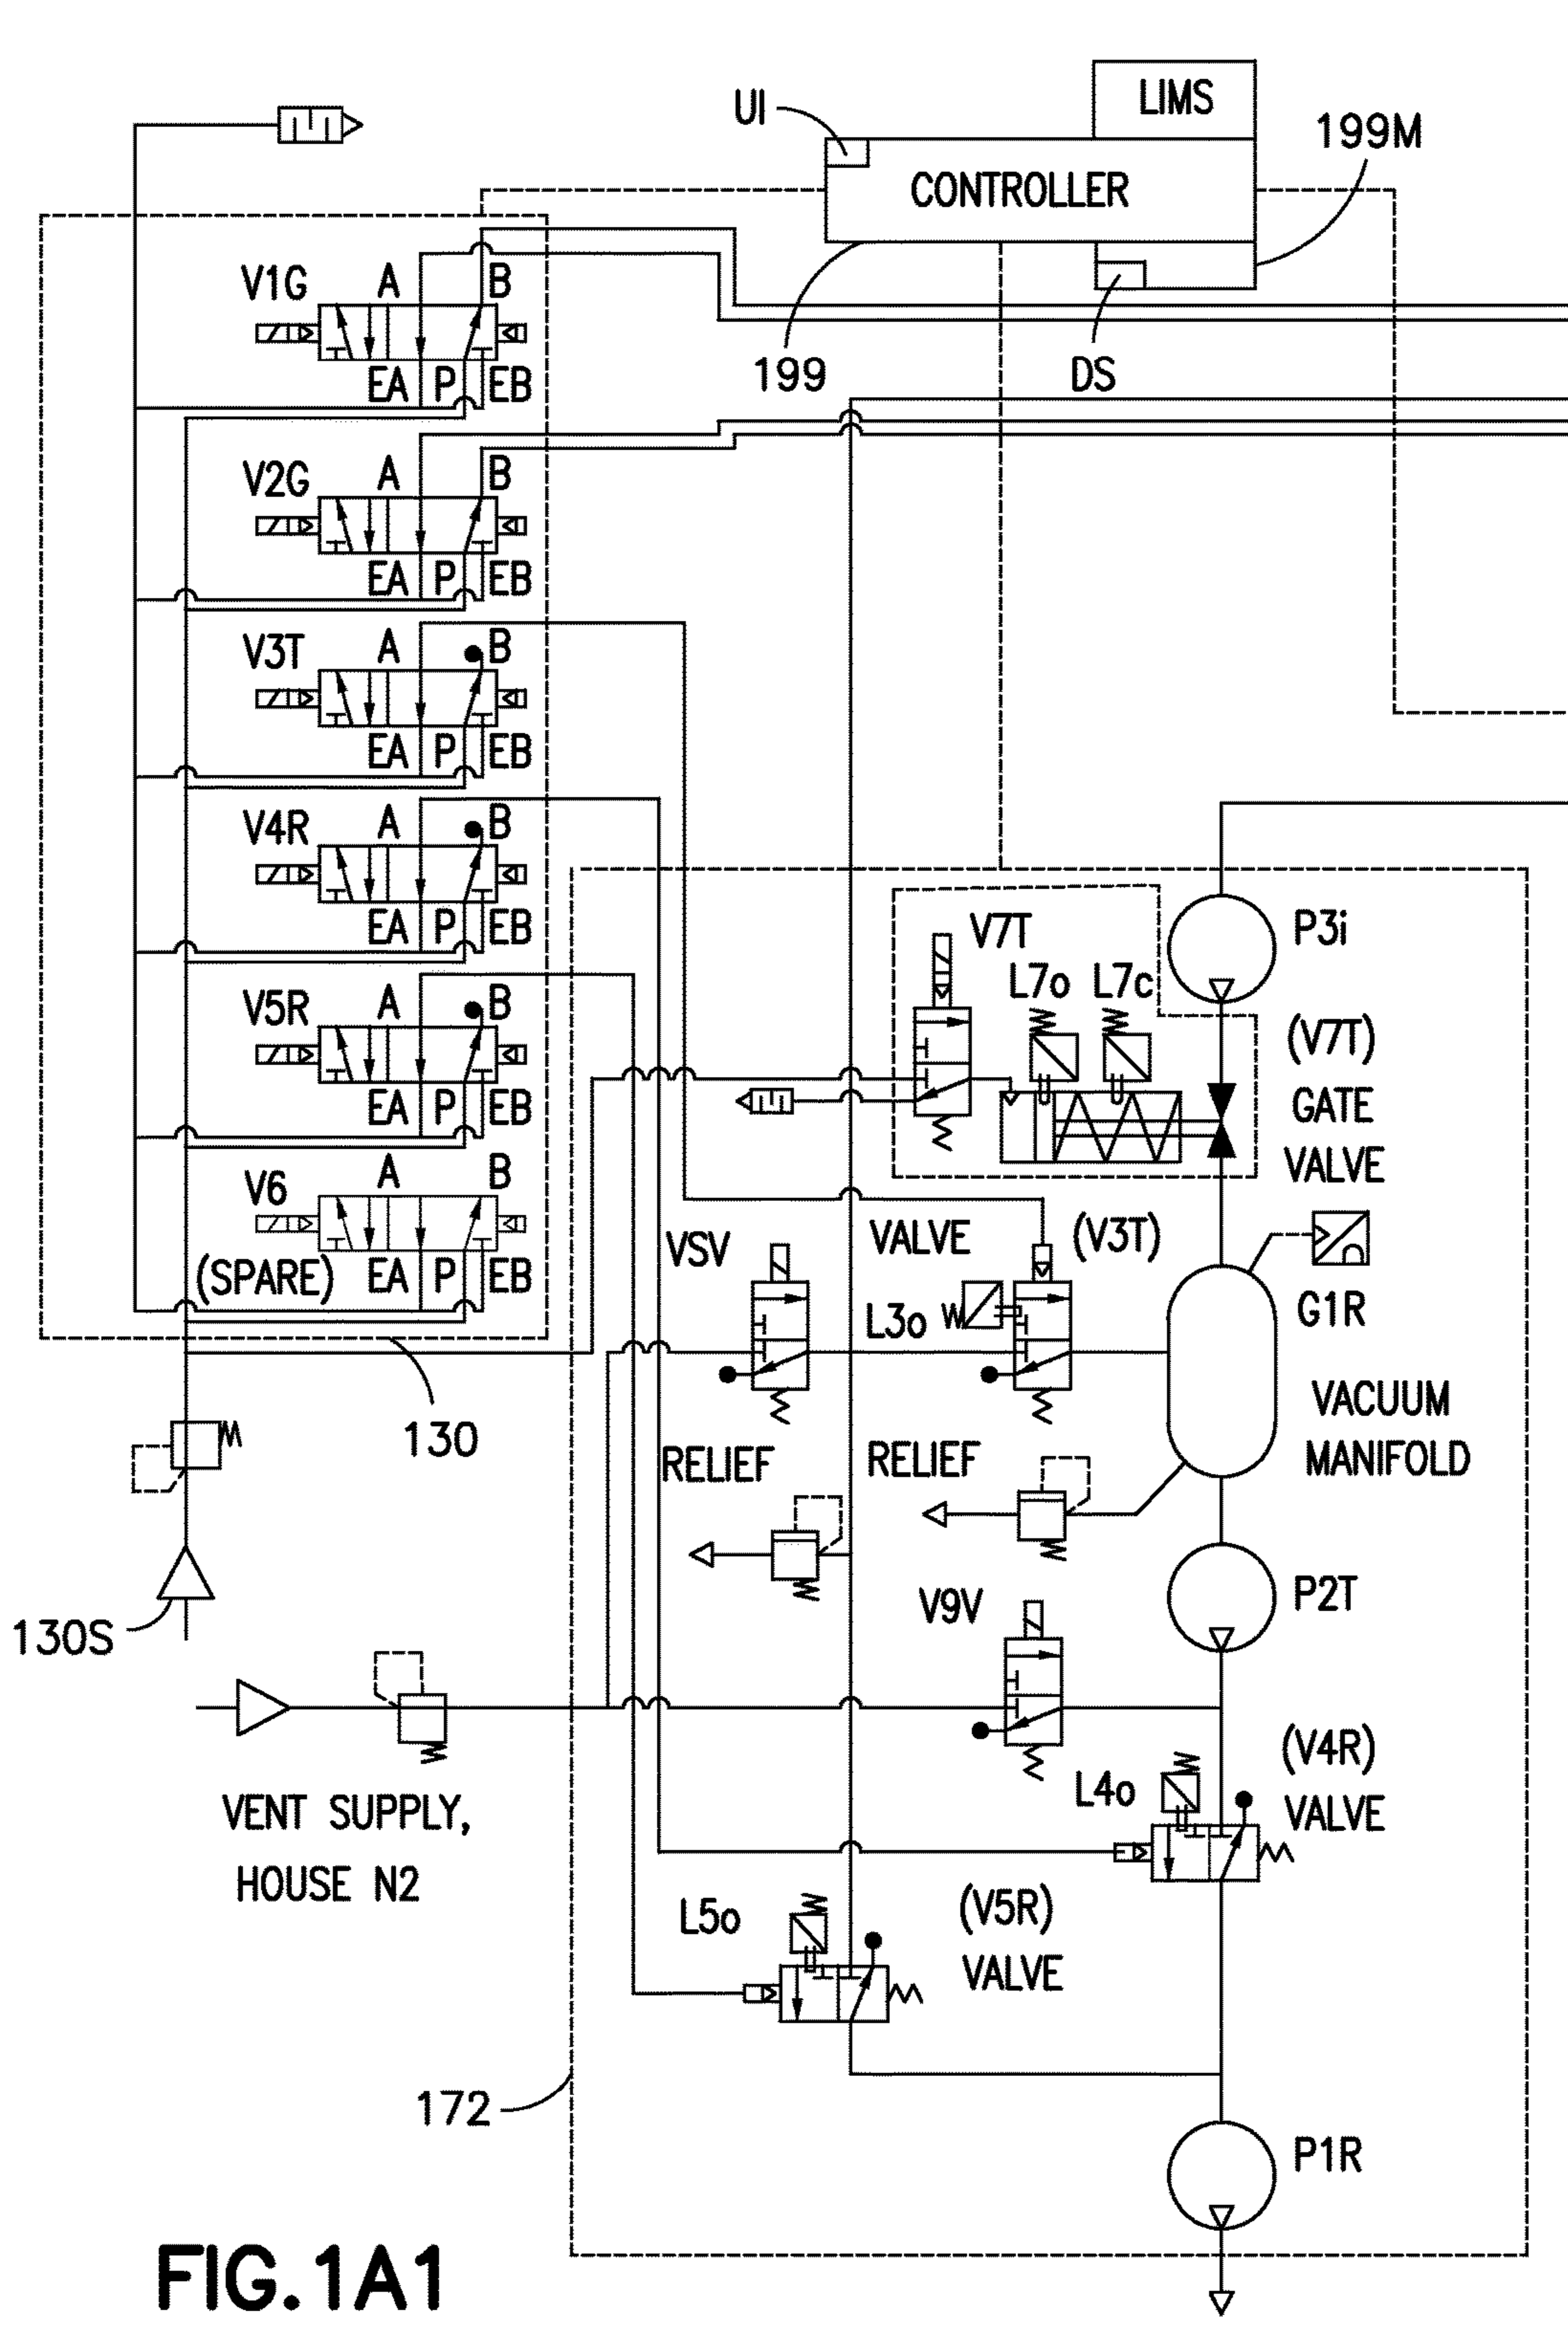 LIMS
UI
199M
CONTROLLER
199
DS
V1G
A
B
EA
P
EB
V2G
A
B
EA
P
EB
V3T
A
B
EA
P
EB
V4R
A
B
EA
P
EB
V5R
A
B
EA
P
EB
V6
A
B
(SPARE)
EA
P
EB
130
130S
V7T
L7o
L7c
P3i
(V7T)
GATE
VALVE
VSV
VALVE
(V3T)
L3o
G1R
VACUUM
MANIFOLD
RELIEF
RELIEF
V9V
P2T
VENT SUPPLY,
HOUSE N2
L4o
(V4R)
VALVE
L5o
(V5R)
VALVE
172
P1R
FIG.1A1